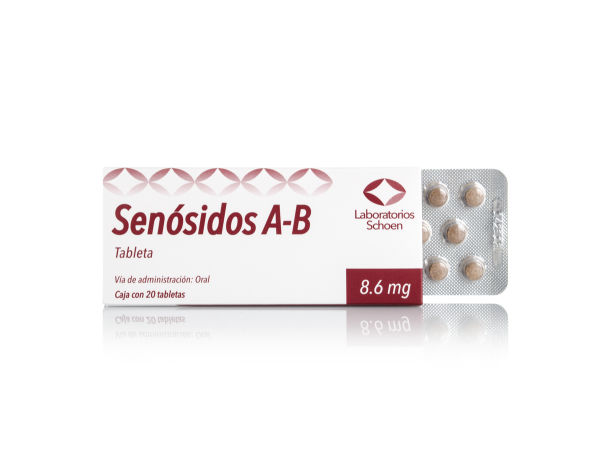 Senósidos A-B
Tableta
Vía de administración: Oral
Caja con 20 tabletas
Laboratorios
Schoen
8.6 mg